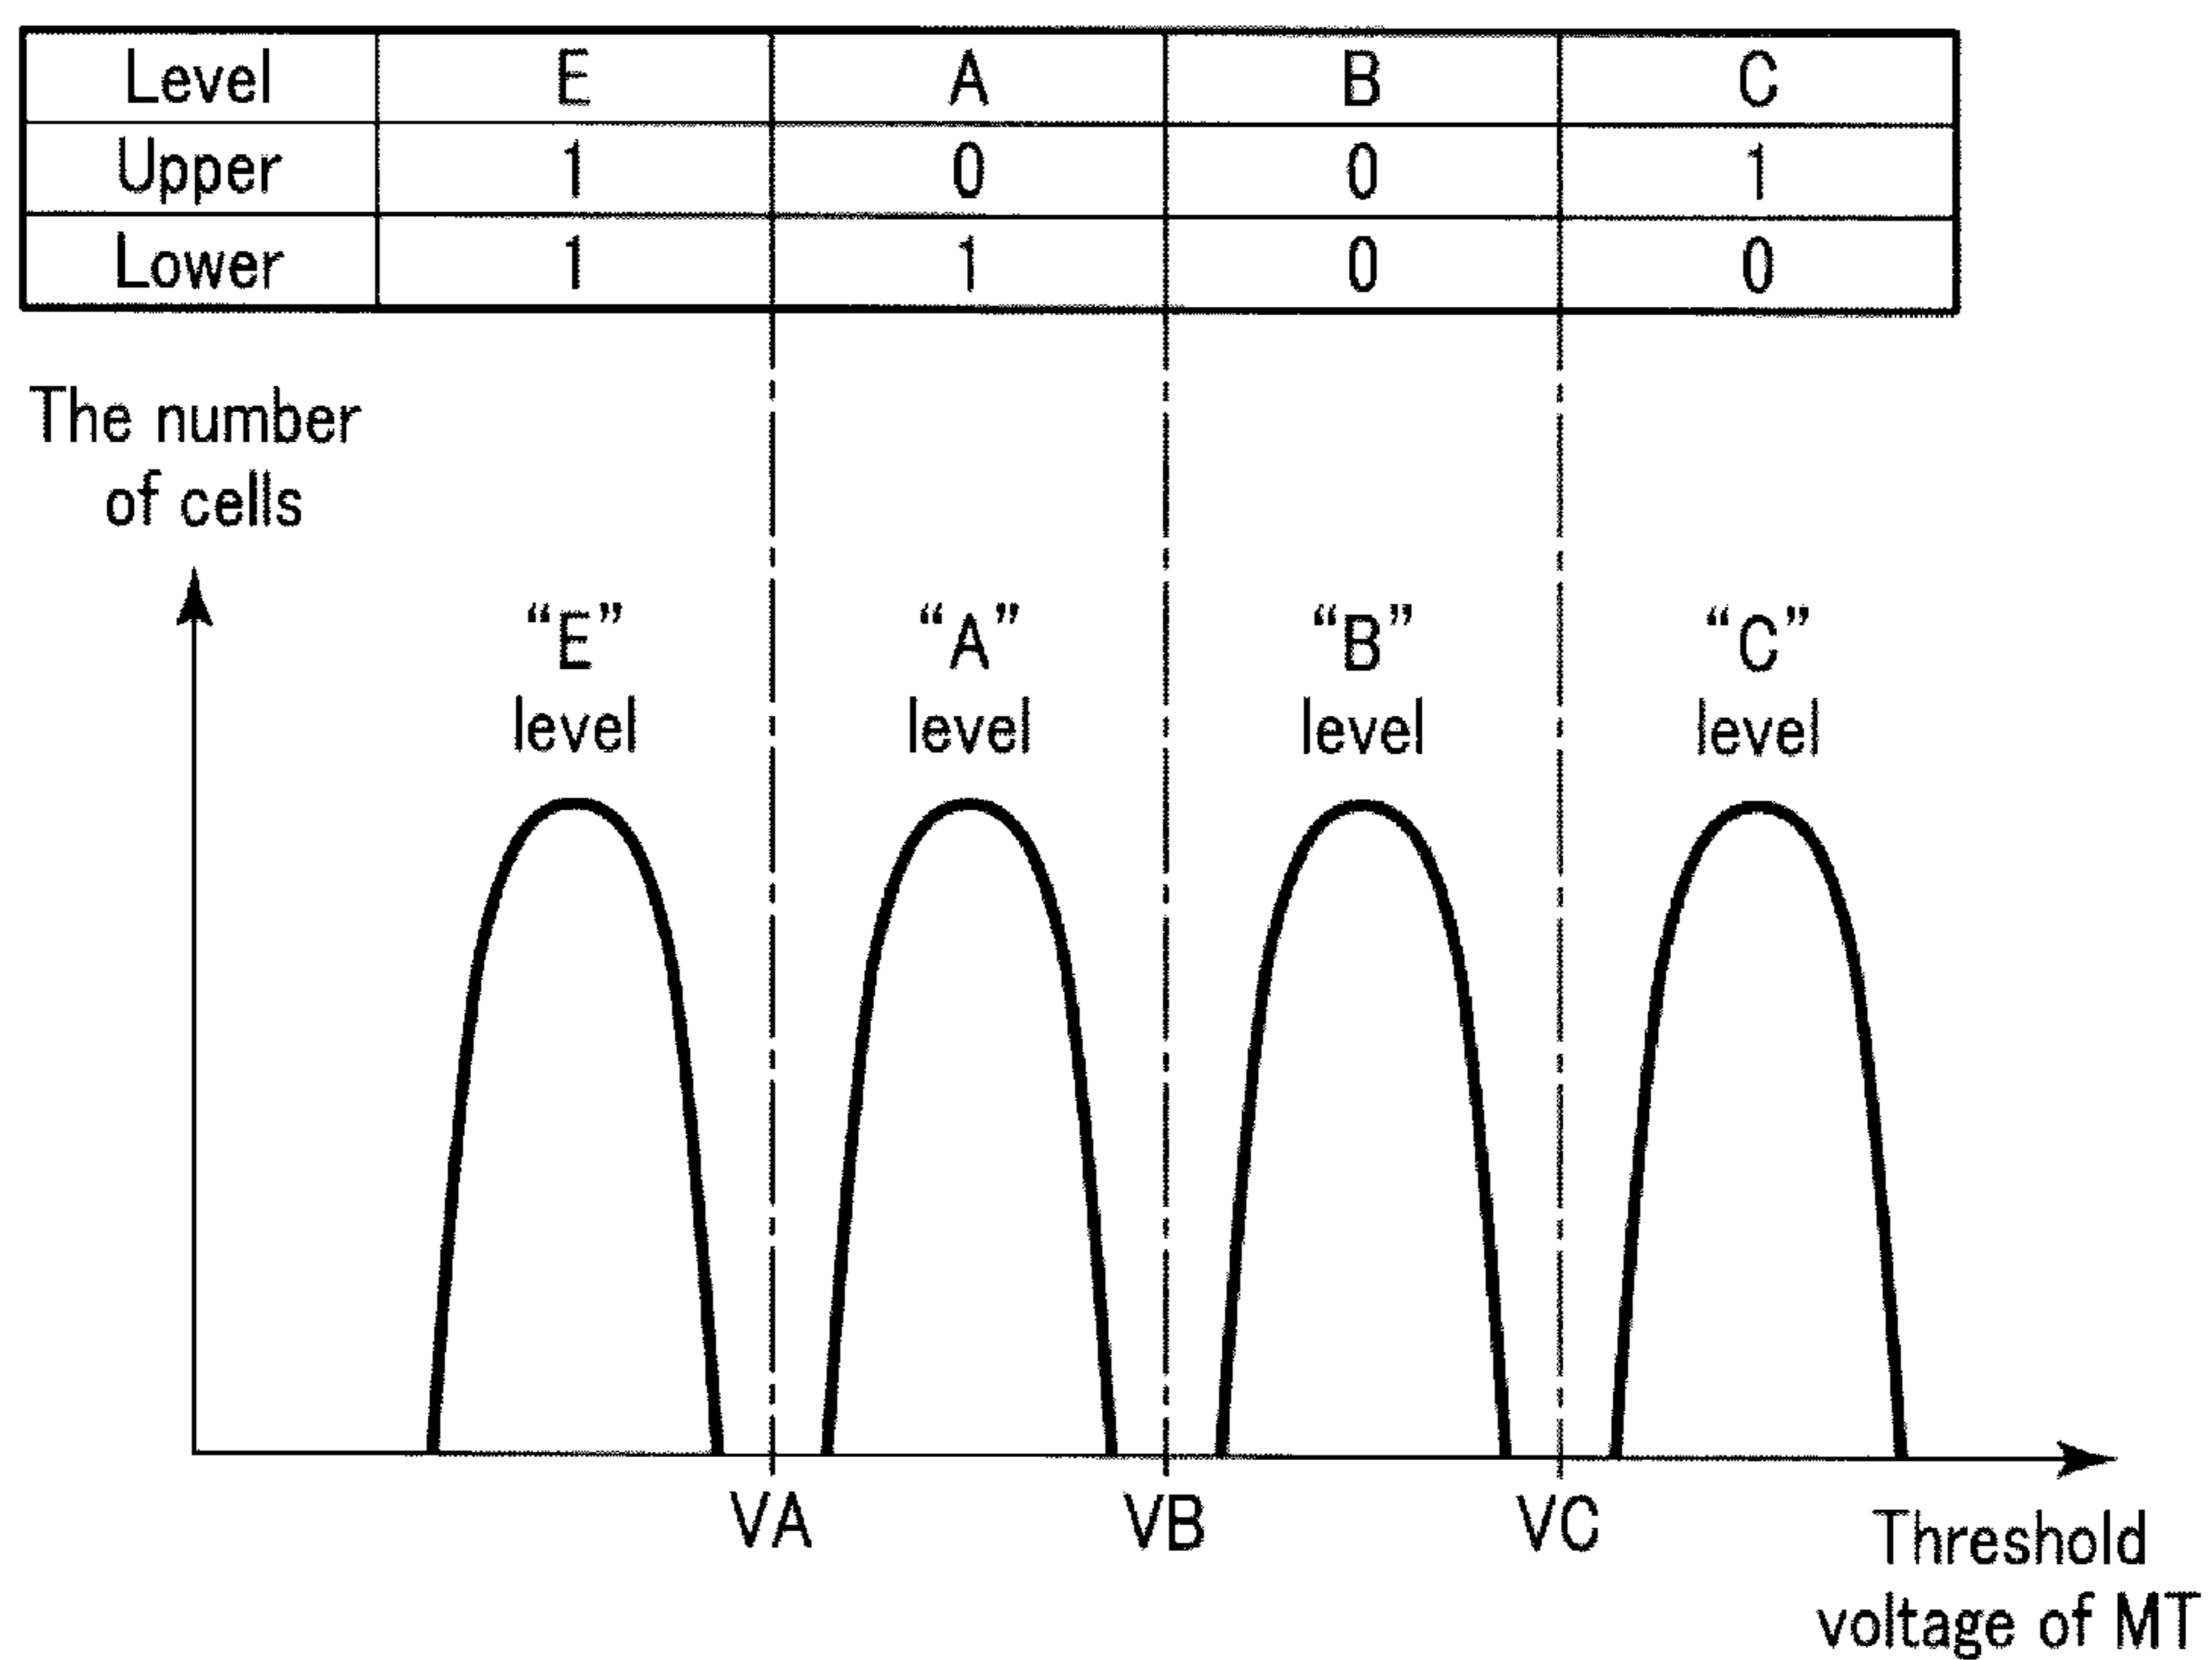 Level E A B C
Upper 1 0 0 1
Lower 1 1 0 0
The number
of cells
“E” “A” “B” “C”
level level level level
VA VB VC
Threshold
voltage of MT